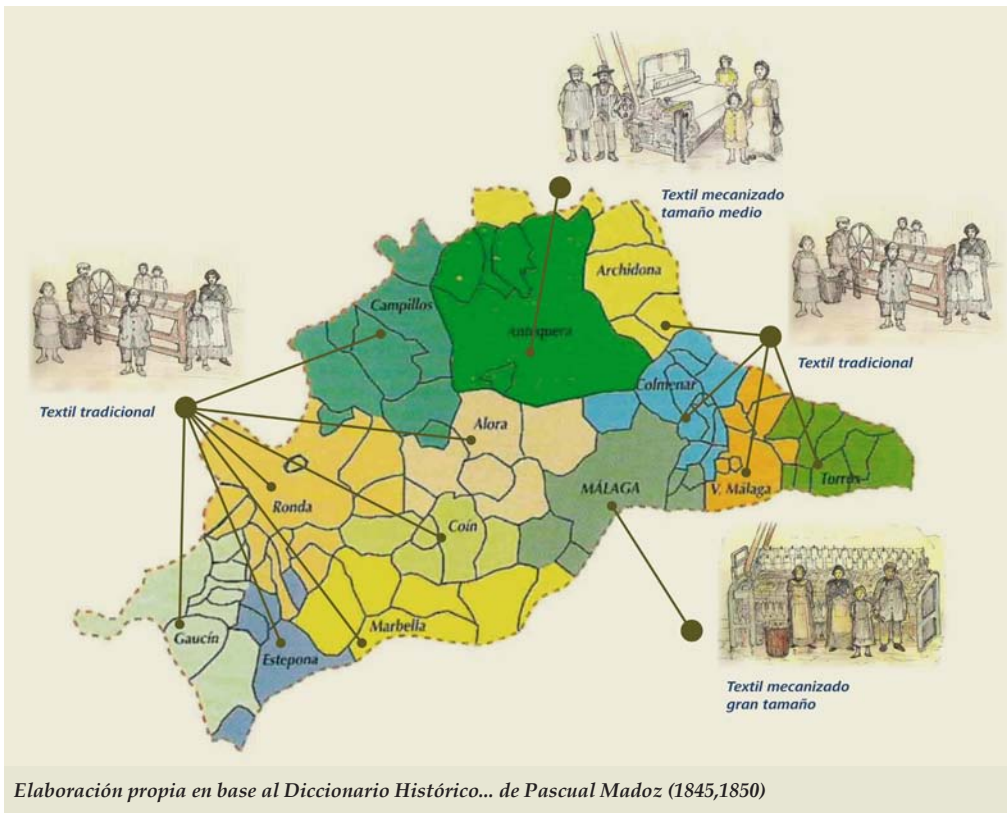 Textil mecanizado
tamaño medio
Archidona
Campillos
Antequera
Textil tradicional
Colmenar
Textil tradicional
Alora
MÁLAGA
V. Málaga
Torrox
Ronda
Coín
Gaucín
Marbella
Estepona
Textil mecanizado
gran tamaño
Elaboración propia en base al Diccionario Histórico... de Pascual Madoz (1845,1850)